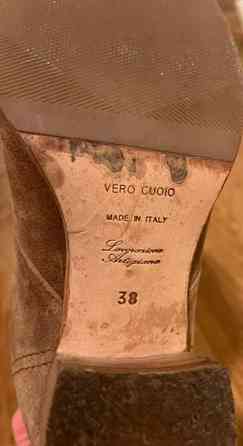 VERO CUOIO
MADE IN ITALY
Lavorazione
Artigiana
38